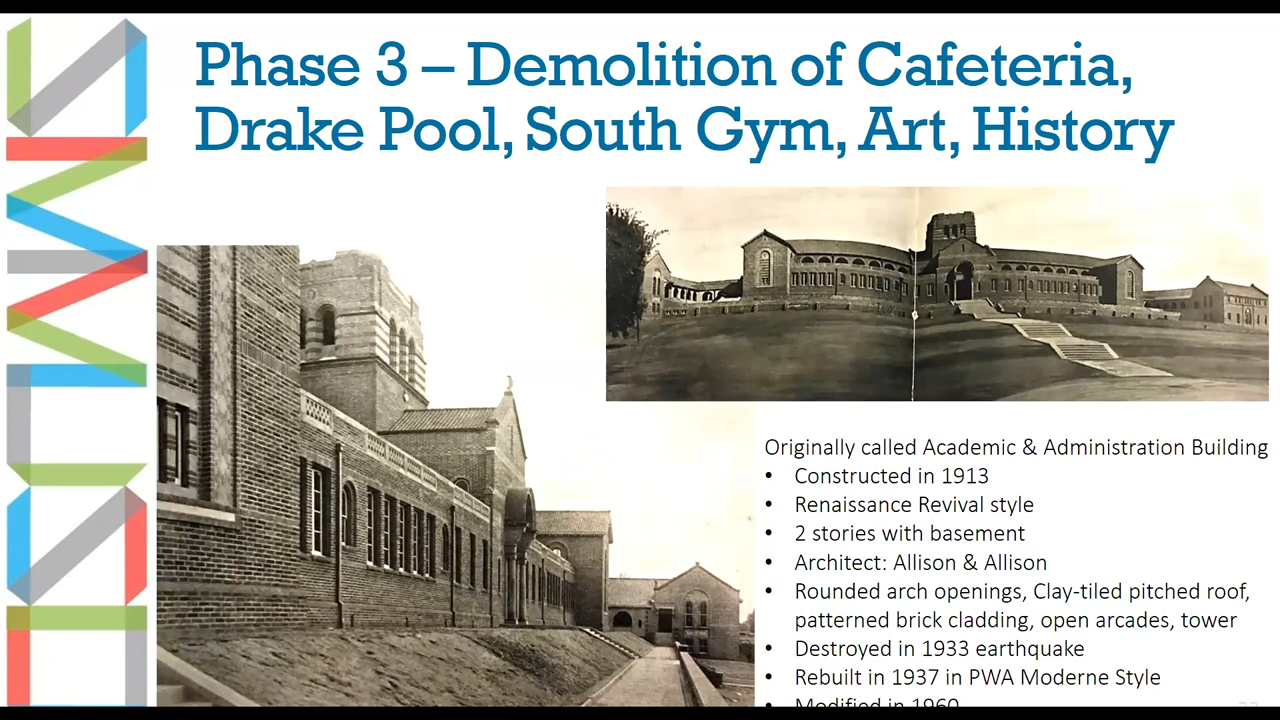 Phase 3 – Demolition of Cafeteria,
Drake Pool, South Gym, Art, History
Originally called Academic & Administration Building
• Constructed in 1913
• Renaissance Revival style
• 2 stories with basement
• Architect: Allison & Allison
• Rounded arch openings, Clay-tiled pitched roof,
patterned brick cladding, open arcades, tower
• Destroyed in 1933 earthquake
• Rebuilt in 1937 in PWA Moderne Style
• Modified in 1960